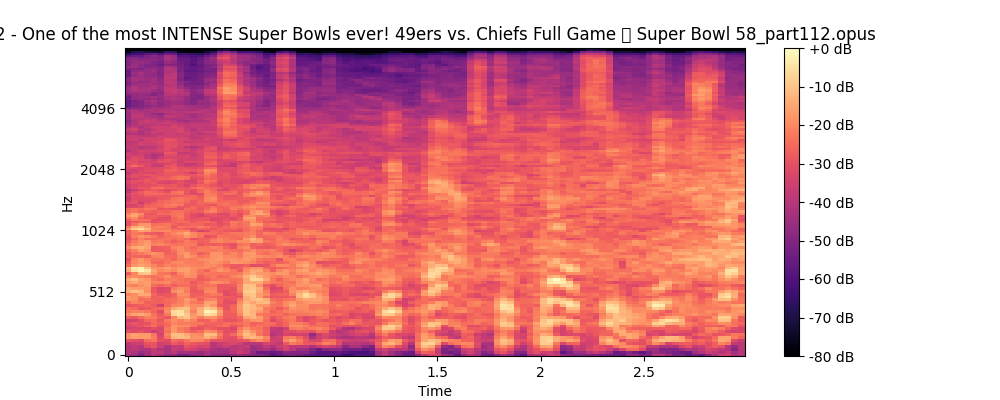 2 - One of the most INTENSE Super Bowls ever! 49ers vs. Chiefs Full Game ▯ Super Bowl 58_part112.opus
+0 dB
-10 dB
-20 dB
-30 dB
-40 dB
-50 dB
-60 dB
-70 dB
-80 dB
4096
2048
1024
512
0
Hz
0
0.5
1
1.5
2
2.5
Time